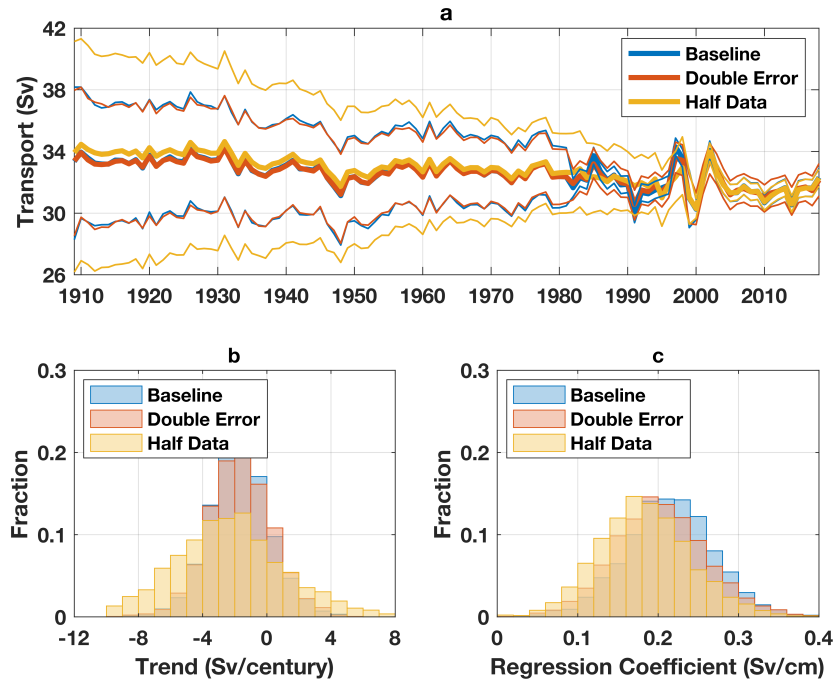 a
42
38
34
30
26
Transport (Sv)
Baseline
Double Error
Half Data
1910 1920 1930 1940 1950 1960 1970 1980 1990 2000 2010
b
0.3
0.2
0.1
0
Fraction
Baseline
Double Error
Half Data
-12 -8 -4 0 4 8
Trend (Sv/century)
c
0.3
0.2
0.1
0
Fraction
Baseline
Double Error
Half Data
0 0.1 0.2 0.3 0.4
Regression Coefficient (Sv/cm)